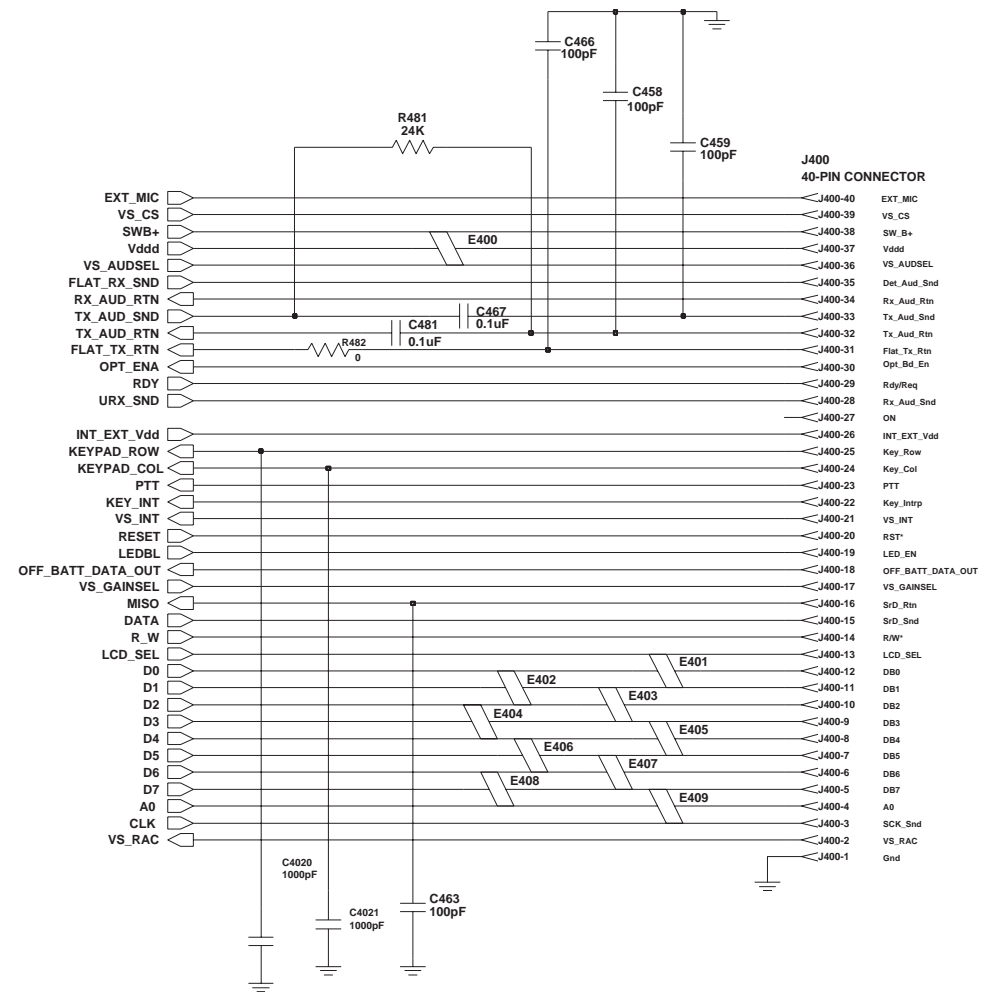 C466
100pF
C458
100pF
R481
24K
C459
100pF
J400
40-PIN CONNECTOR
EXT_MIC J400-40 EXT_MIC
VS_CS J400-39 VS_CS
SWB+ J400-38 SW_B+
E400
Vddd J400-37 Vddd
VS_AUDSEL J400-36 VS_AUDSEL
FLAT_RX_SND J400-35 Det_Aud_Snd
RX_AUD_RTN J400-34 Rx_Aud_Rtn
C467
0.1uF
TX_AUD_SND J400-33 Tx_Aud_Snd
C481
0.1uF
TX_AUD_RTN J400-32 Tx_Aud_Rtn
R482
0
FLAT_TX_RTN J400-31 Flat_Tx_Rtn
OPT_ENA J400-30 Opt_Bd_En
RDY J400-29 Rdy/Req
URX_SND J400-28 Rx_Aud_Snd
J400-27 ON
INT_EXT_Vdd J400-26 INT_EXT_Vdd
KEYPAD_ROW J400-25 Key_Row
KEYPAD_COL J400-24 Key_Col
PTT J400-23 PTT
KEY_INT J400-22 Key_Intrp
VS_INT J400-21 VS_INT
RESET J400-20 RST*
LEDBL J400-19 LED_EN
OFF_BATT_DATA_OUT J400-18 OFF_BATT_DATA_OUT
VS_GAINSEL J400-17 VS_GAINSEL
MISO J400-16 SrD_Rtn
DATA J400-15 SrD_Snd
R_W J400-14 R/W*
LCD_SEL J400-13 LCD_SEL
E401
D0 J400-12 DB0
E402
D1 J400-11 DB1
E403
D2 J400-10 DB2
E404
D3 J400-9 DB3
E405
D4 J400-8 DB4
E406
D5 J400-7 DB5
E407
D6 J400-6 DB6
E408
D7 J400-5 DB7
E409
A0 J400-4 A0
CLK J400-3 SCK_Snd
VS_RAC J400-2 VS_RAC
J400-1 Gnd
C4020
1000pF
C463
100pF
C4021
1000pF